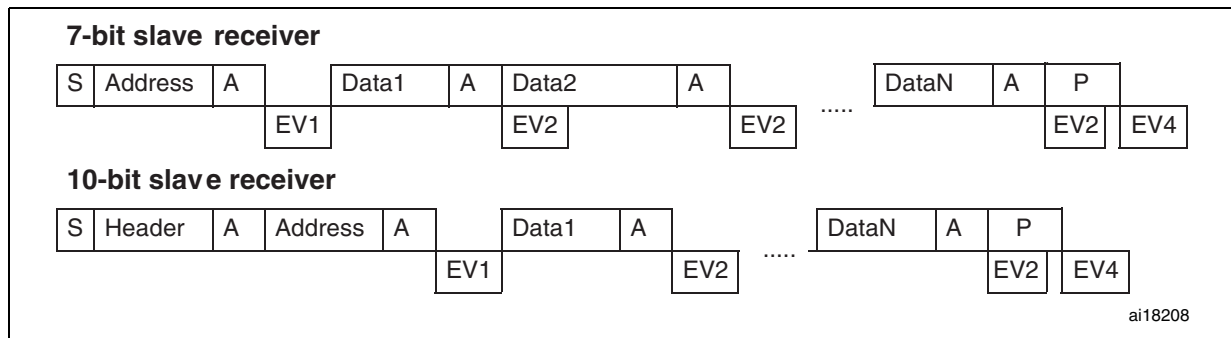 7-bit slave receiver
S Address A Data1 A Data2 A ..... DataN A P
EV1 EV2 EV2 EV2 EV4
10-bit slave receiver
S Header A Address A Data1 A ..... DataN A P
EV1 EV2 EV2 EV4
ai18208